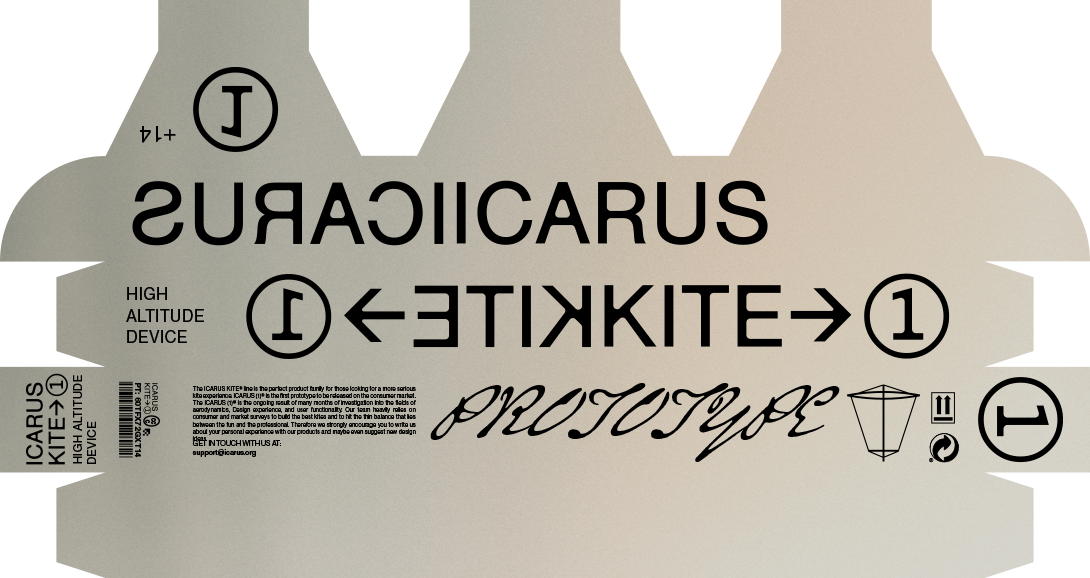 1
+14
ICARUSICARUS
HIGH
ALTITUDE
DEVICE
1 ← KITEKITE → 1
ICARUS
KITE→1
HIGH ALTITUDE
DEVICE
ICARUS
KITE→1
The ICARUS KITE® line is the perfect product family for those looking for a more serious
kite experience. ICARUS (1)® is the first prototype to be released on the consumer market.
The ICARUS (1)® is the ongoing result of many months of investigation into the fields of
aerodynamics, Design experience, and user functionality. Our team heavily relies on
consumer and market surveys to build the best kites and to hit the thin balance that lies
between the fun and the professional. Therefore we strongly encourage you to write us
about your personal experience with our products and maybe even suggest new design
ideas.
GET IN TOUCH WITH US AT:
support@icarus.org
PROTOTYPE
1